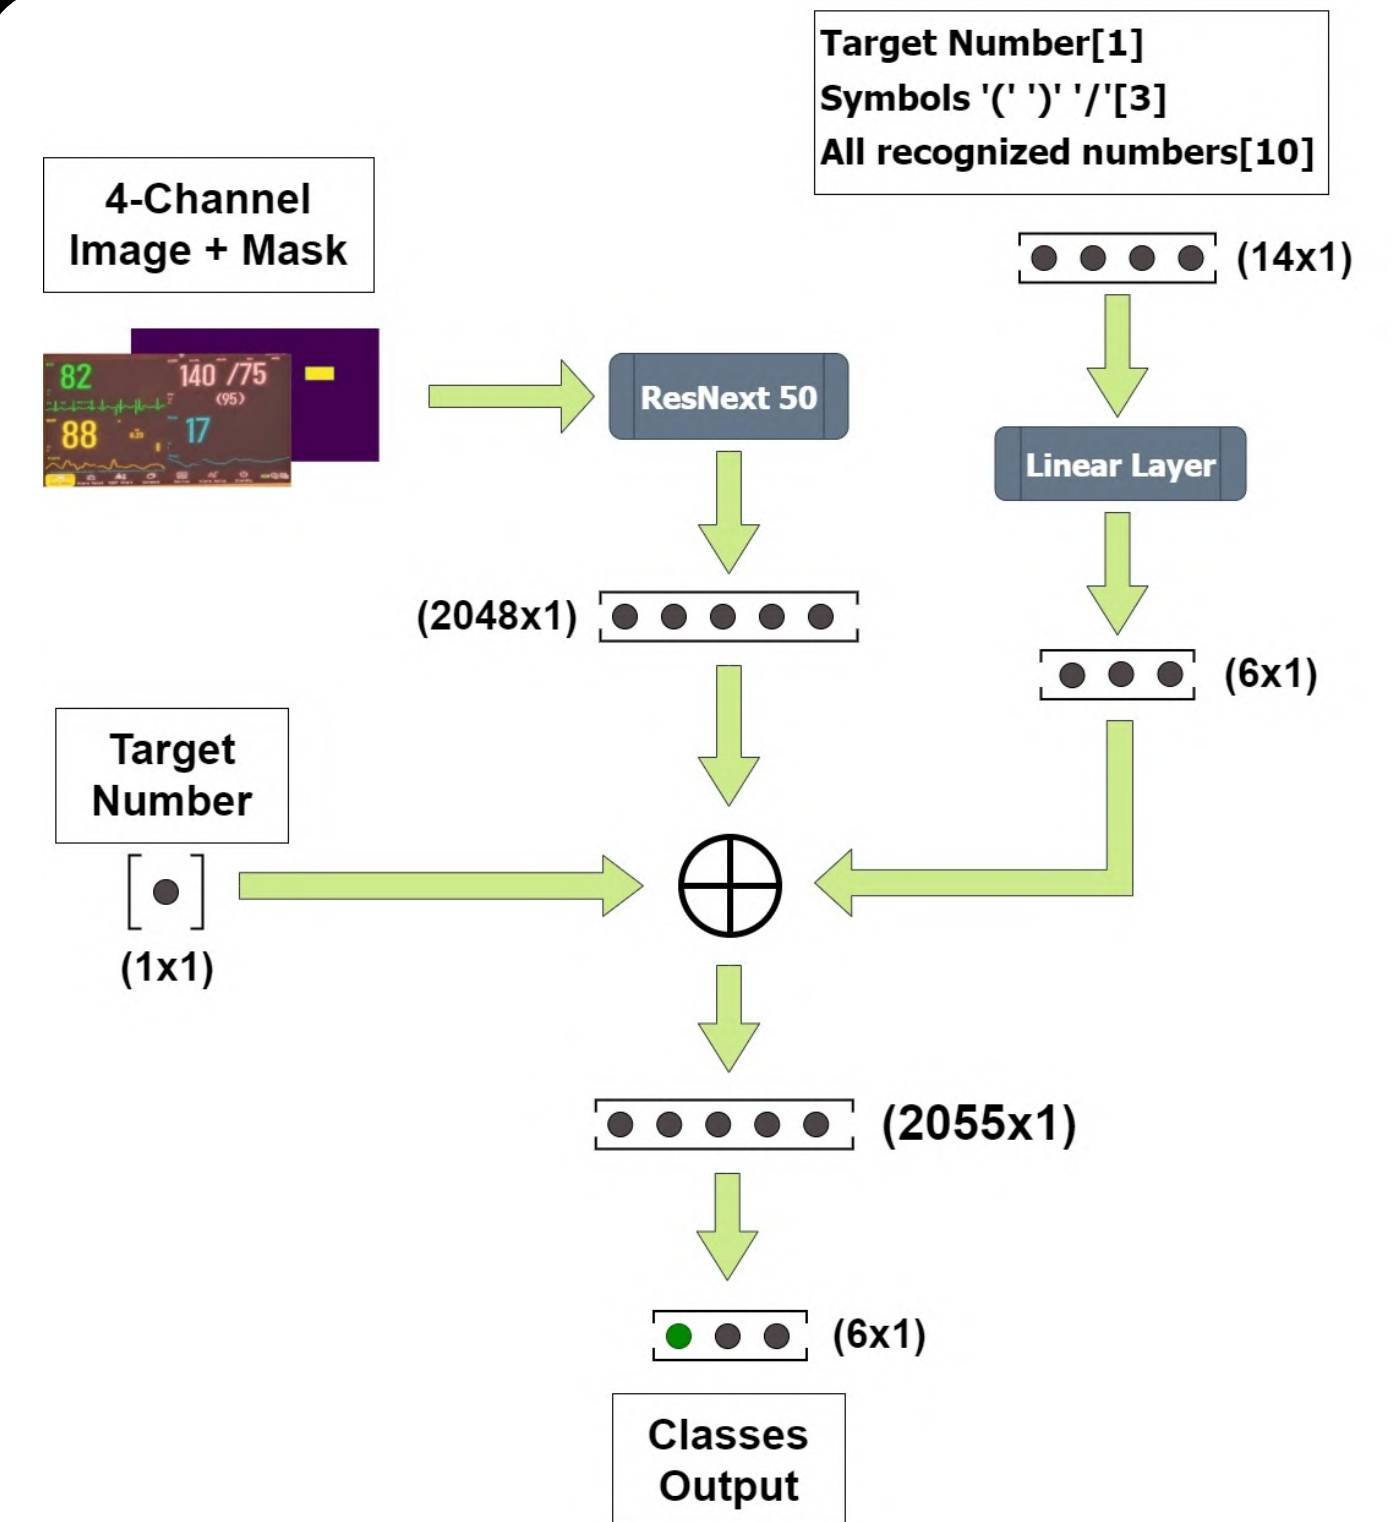 Target Number[1]
Symbols '(' ')' '/'[3]
All recognized numbers[10]
4-Channel
Image + Mask
(14x1)
82
140 /75
(95)
88
17
ResNext 50
Linear Layer
(2048x1)
(6x1)
Target
Number
(1x1)
(2055x1)
(6x1)
Classes
Output